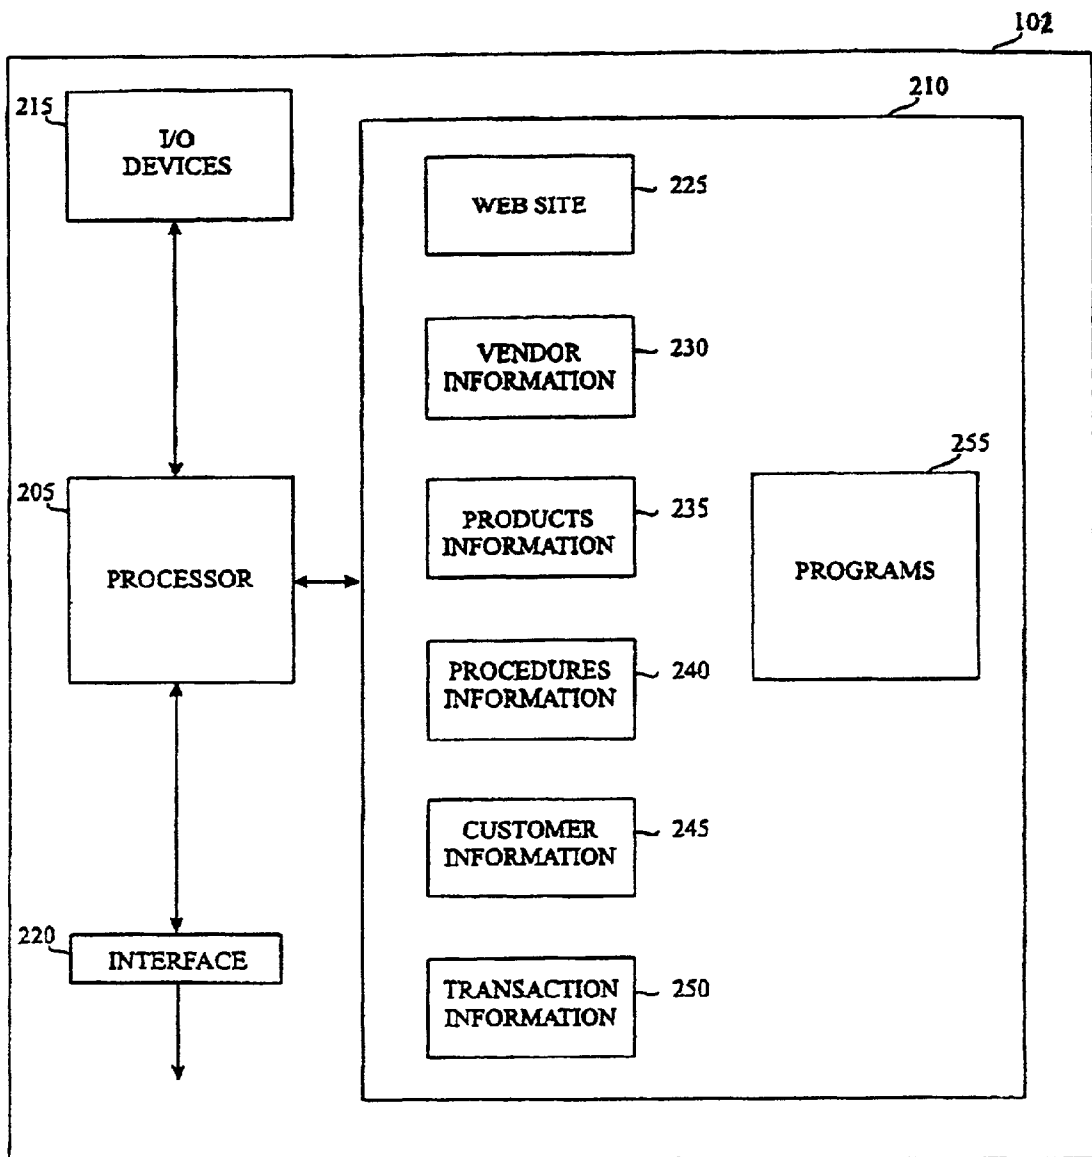 102
215
I/O
DEVICES
210
WEB SITE
225
VENDOR
INFORMATION
230
205
PROCESSOR
PRODUCTS
INFORMATION
235
255
PROGRAMS
PROCEDURES
INFORMATION
240
CUSTOMER
INFORMATION
245
220
INTERFACE
TRANSACTION
INFORMATION
250